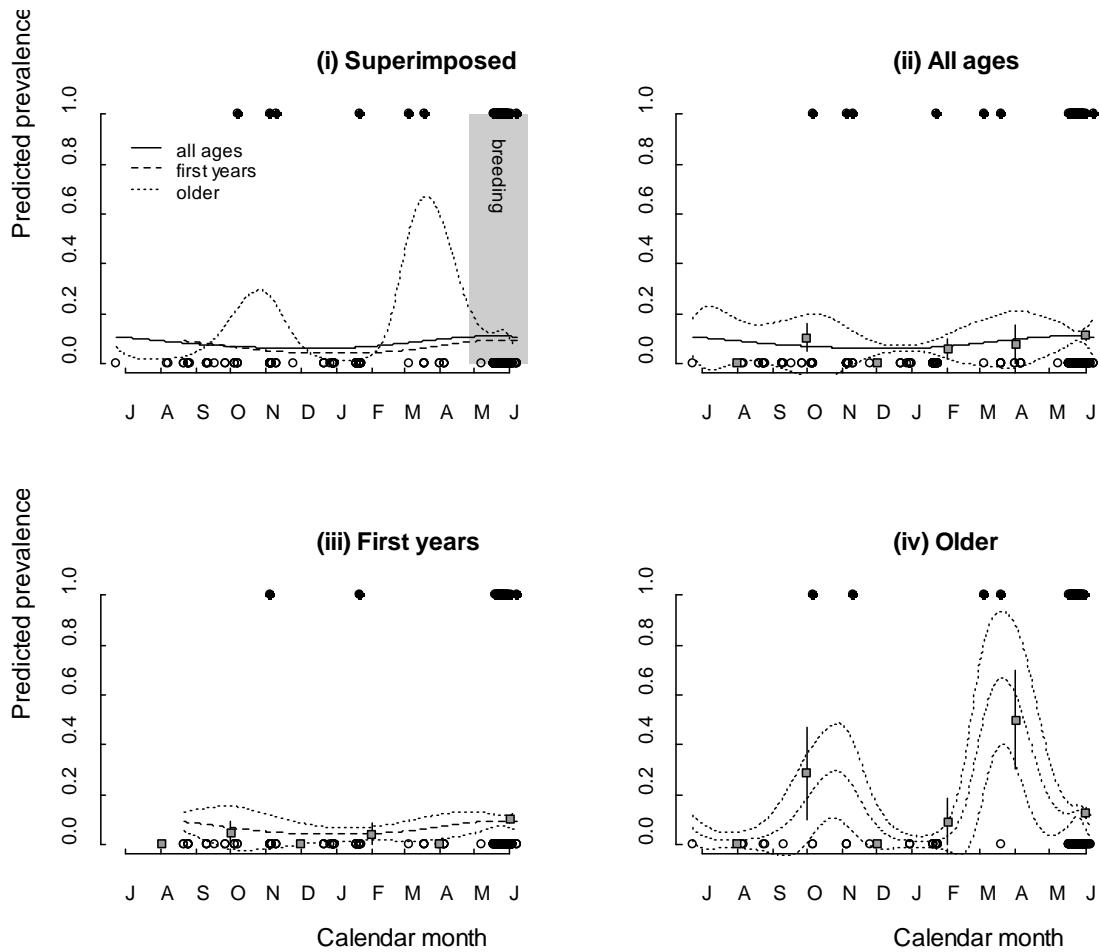 (i) Superimposed
Predicted prevalence
1.0
0.8
0.6
0.4
0.2
0.0
all ages
first years
older
breeding
J A S O N D J F M A M J
(ii) All ages
1.0
0.8
0.6
0.4
0.2
0.0
J A S O N D J F M A M J
(iii) First years
Predicted prevalence
1.0
0.8
0.6
0.4
0.2
0.0
J A S O N D J F M A M J
Calendar month
(iv) Older
1.0
0.8
0.6
0.4
0.2
0.0
J A S O N D J F M A M J
Calendar month